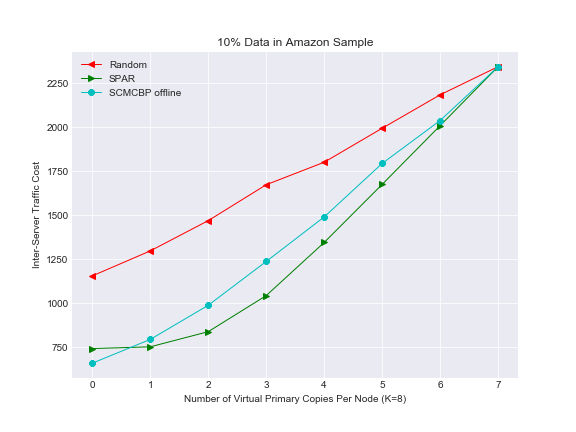 10% Data in Amazon Sample
Random
SPAR
SCMCBP offline
2250
2000
1750
1500
1250
1000
750
Inter-Server Traffic Cost
0 1 2 3 4 5 6 7
Number of Virtual Primary Copies Per Node (K=8)